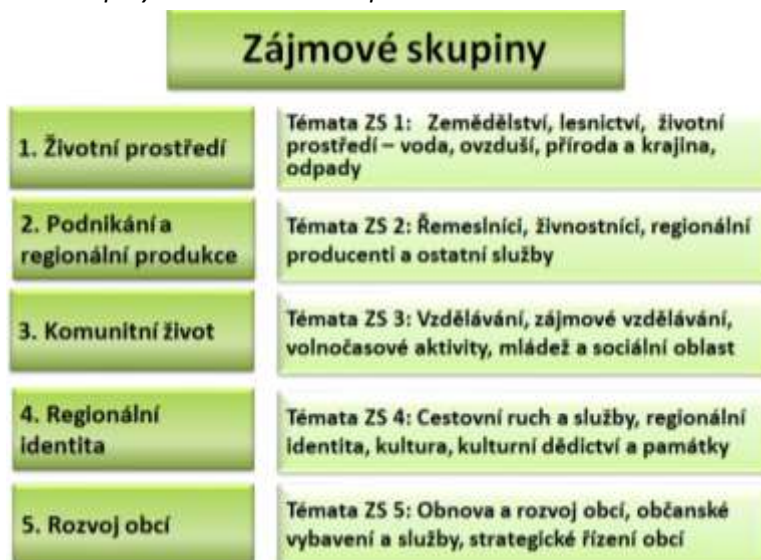 Zájmové skupiny
1. Životní prostředí
Témata ZS 1: Zemědělství, lesnictví, životní
prostředí – voda, ovzduší, příroda a krajina,
odpady
2. Podnikání a
regionální produkce
Témata ZS 2: Řemeslníci, živnostníci, regionální
producenti a ostatní služby
3. Komunitní život
Témata ZS 3: Vzdělávání, zájmové vzdělávání,
volnočasové aktivity, mládež a sociální oblast
4. Regionální
identita
Témata ZS 4: Cestovní ruch a služby, regionální
identita, kultura, kulturní dědictví a památky
5. Rozvoj obcí
Témata ZS 5: Obnova a rozvoj obcí, občanské
vybavení a služby, strategické řízení obcí